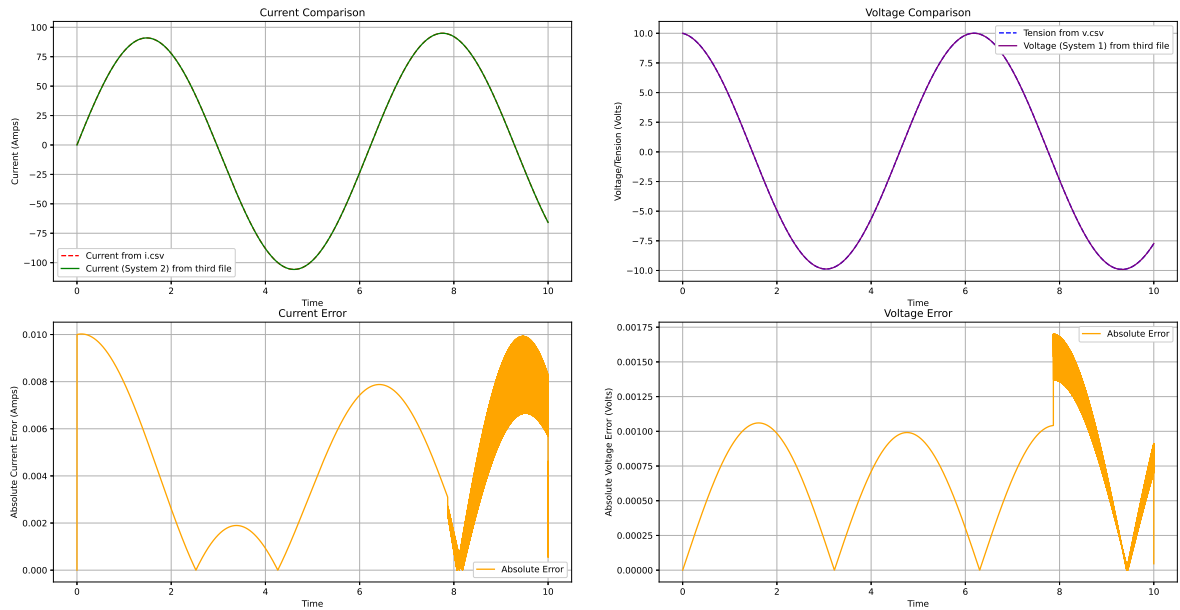 Current Comparison
100
75
50
25
0
−25
−50
−75
−100
Current (Amps)
Current from i.csv
Current (System 2) from third file
0 2 4 6 8 10
Time
Voltage Comparison
10.0
7.5
5.0
2.5
0.0
−2.5
−5.0
−7.5
−10.0
Voltage/Tension (Volts)
Tension from v.csv
Voltage (System 1) from third file
0 2 4 6 8 10
Time
Current Error
0.010
0.008
0.006
0.004
0.002
0.000
Absolute Current Error (Amps)
Absolute Error
0 2 4 6 8 10
Time
Voltage Error
0.00175
0.00150
0.00125
0.00100
0.00075
0.00050
0.00025
0.00000
Absolute Voltage Error (Volts)
Absolute Error
0 2 4 6 8 10
Time